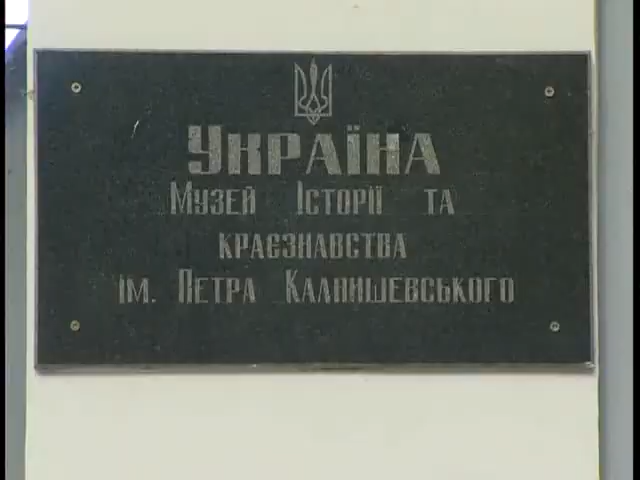 Україна
Музей Історії та
краєзнавства
ім. Петра Калнишевського